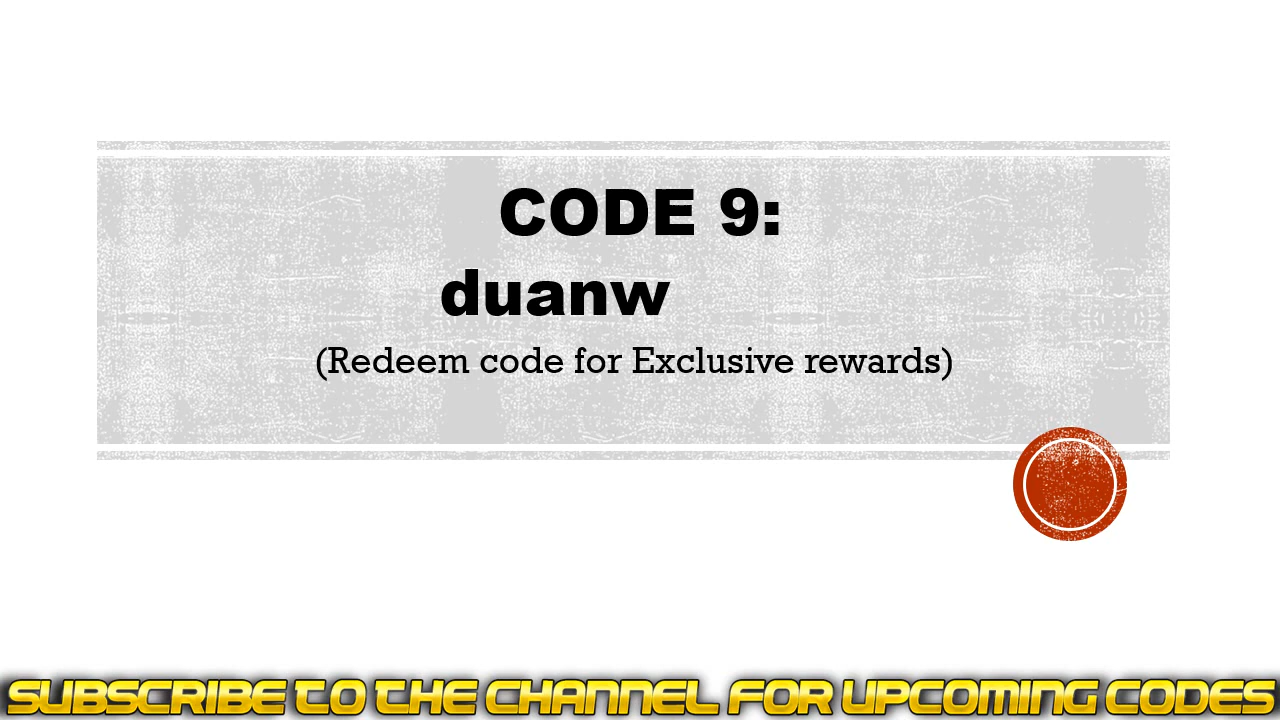 CODE 9:
duanw
(Redeem code for Exclusive rewards)
SUBSCRIBE TO THE CHANNEL FOR UPCOMING CODES